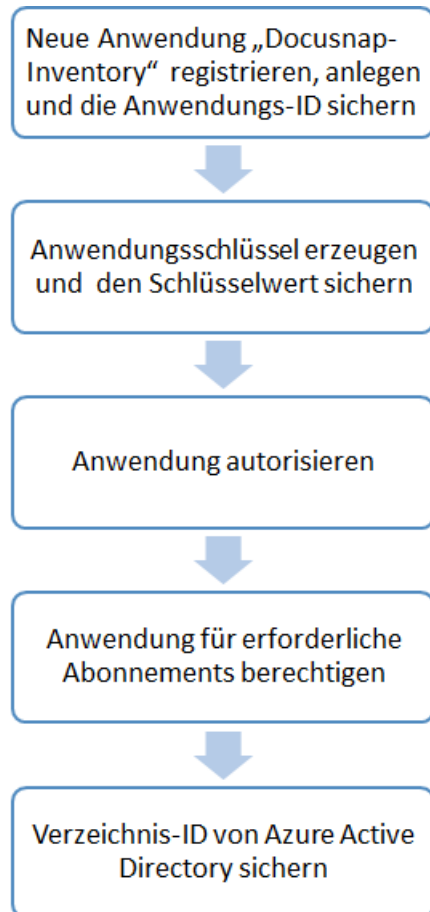 Neue Anwendung „Docusnap-
Inventory“ registrieren, anlegen
und die Anwendungs-ID sichern
Anwendungsschlüssel erzeugen
und den Schlüsselwert sichern
Anwendung autorisieren
Anwendung für erforderliche
Abonnements berechtigen
Verzeichnis-ID von Azure Active
Directory sichern